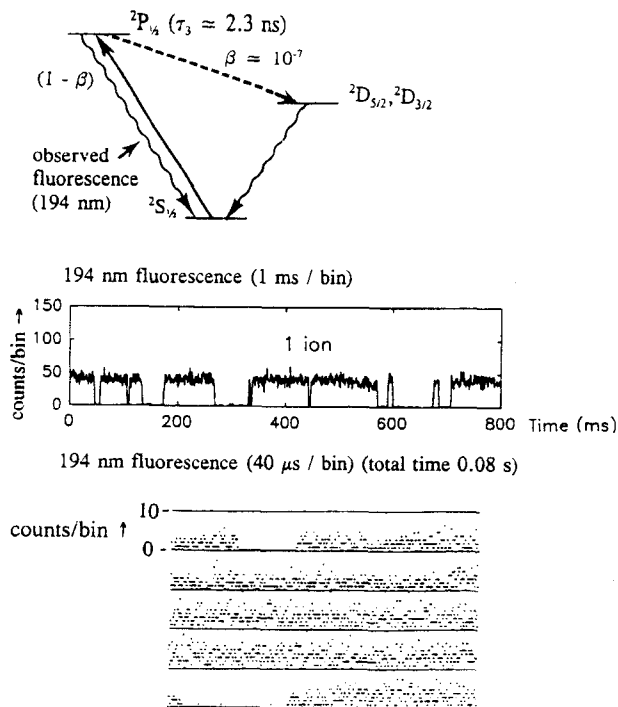 ²P½ (τ₃ ≃ 2.3 ns)
β ≃ 10⁻⁷
(1 - β)
²D₅/₂,²D₃/₂
observed
fluorescence
(194 nm)
²S½
194 nm fluorescence (1 ms / bin)
counts/bin →
150
100
50
0
1 ion
0
200
400
600
800
Time (ms)
194 nm fluorescence (40 μs / bin) (total time 0.08 s)
counts/bin ↑
10
0